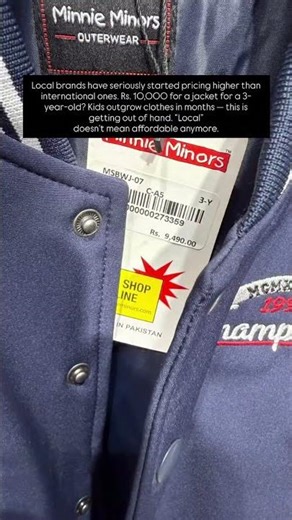 Minnie Minors
OUTERWEAR
Local brands have seriously started pricing higher than
international ones. Rs. 10,000 for a jacket for a 3-
year-old? Kids outgrow clothes in months — this is
getting out of hand. "Local"
doesn't mean affordable anymore.
Minnie Minors
MSBWJ-07
C-A5 3-Y
00000273359
Rs. 9,490.00
SHOP
LINE
IN PAKISTAN